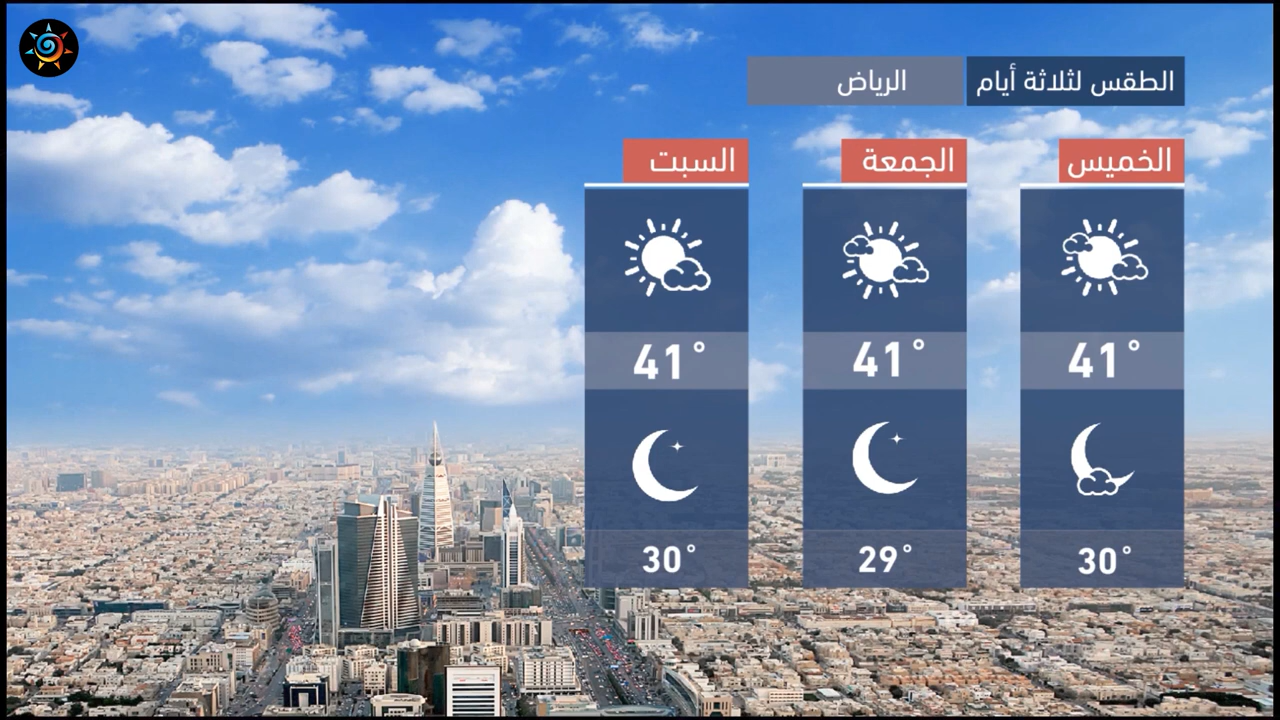 الطقس لثلاثة أيام
الرياض
الخميس
41°
30°
الجمعة
41°
29°
السبت
41°
30°